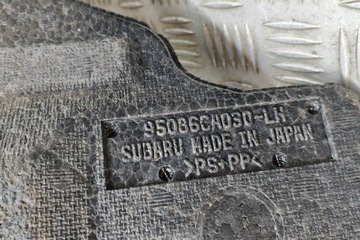 95086CA030-LH
SUBARU MADE IN JAPAN
>PS･PP<